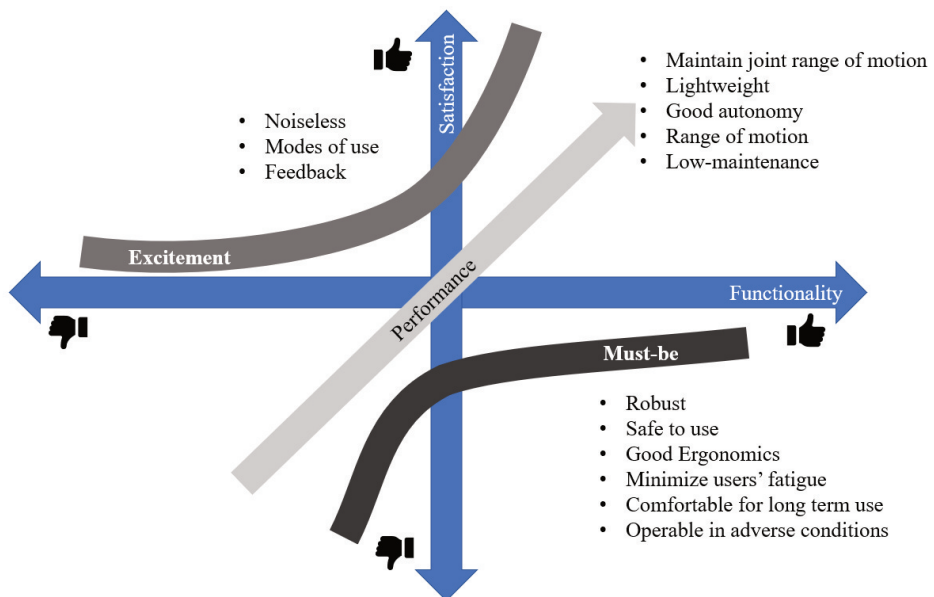 Satisfaction
• Maintain joint range of motion
• Lightweight
• Good autonomy
• Range of motion
• Low-maintenance
• Noiseless
• Modes of use
• Feedback
Excitement
Functionality
Performance
Must-be
• Robust
• Safe to use
• Good Ergonomics
• Minimize users’ fatigue
• Comfortable for long term use
• Operable in adverse conditions